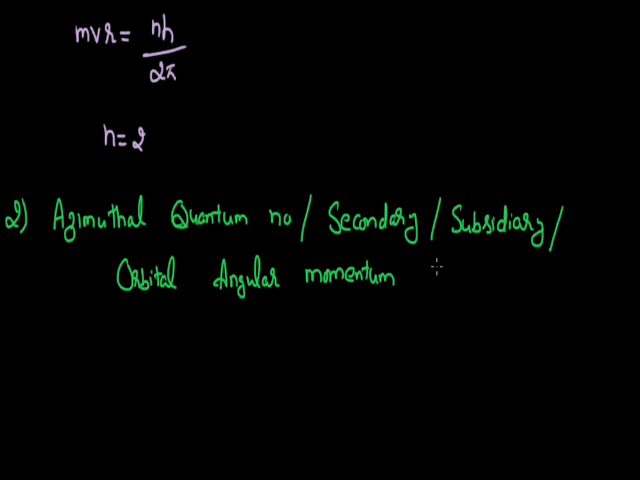 mvr = nh
2π
n=2
2) Azimuthal Quantum no / Secondary / Subsidiary /
Orbital Angular momentum